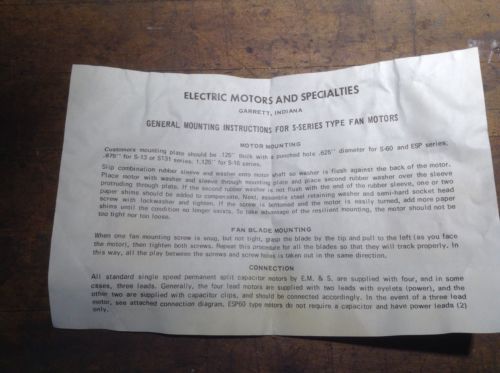 ELECTRIC MOTORS AND SPECIALTIES
GARRETT, INDIANA
GENERAL MOUNTING INSTRUCTIONS FOR S-SERIES TYPE FAN MOTORS
MOTOR MOUNTING
Customers mounting plate should be .125" thick with a punched hole .625" diameter for S-60 and ESP series;
.875" for S-13 or S131 series; 1.125" for S-16 series.
Slip combination rubber sleeve and washer onto motor shaft so washer is flush against the back of the motor.
Place motor with washer and sleeve through mounting plate and place second rubber washer over the sleeve
protruding through plate. If the second rubber washer is not flush with the end of the rubber sleeve, one or two
paper shims should be added to compensate. Next, assemble steel retaining washer and semi-hard socket head
screw with lockwasher and tighten. If the screw is bottomed and the motor is easily turned, add more paper
shims until the condition no longer exists. To take advantage of the resilient mounting, the motor should not be
too tight nor too loose.
FAN BLADE MOUNTING
When one fan mounting screw is snug, but not tight, grasp the blade by the tip and pull to the left (as you face
the motor), then tighten both screws. Repeat this procedure for all the blades so that they will track properly. In
this way, all the play between the screws and screw holes is taken out in the same direction.
CONNECTION
All standard single speed permanent split capacitor motors by E.M. & S. are supplied with four, and in some
cases, three leads. Generally, the four lead motors are supplied with two leads with eyelets (power), and the
other two are supplied with capacitor clips, and should be connected accordingly. In the event of a three lead
motor, see attached connection diagram. ESP60 type motors do not require a capacitor and have power leads (2)
only.